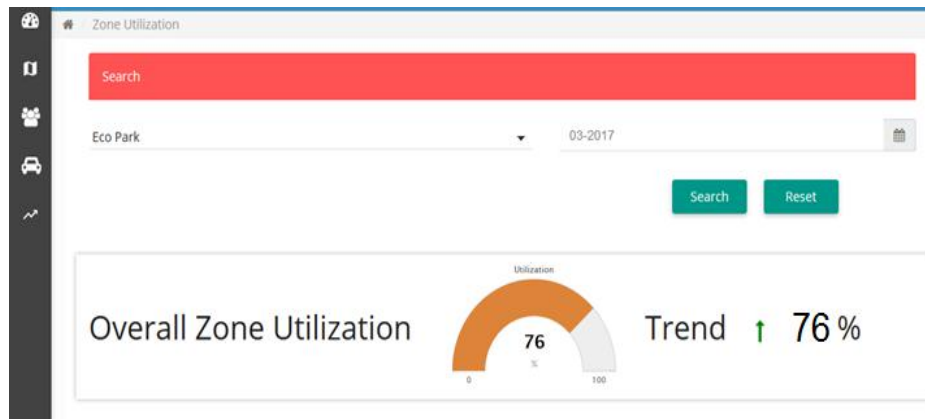 Zone Utilization
Search
Eco Park
03-2017
Search Reset
Utilization
Overall Zone Utilization
76
%
0 100
Trend ↑ 76 %